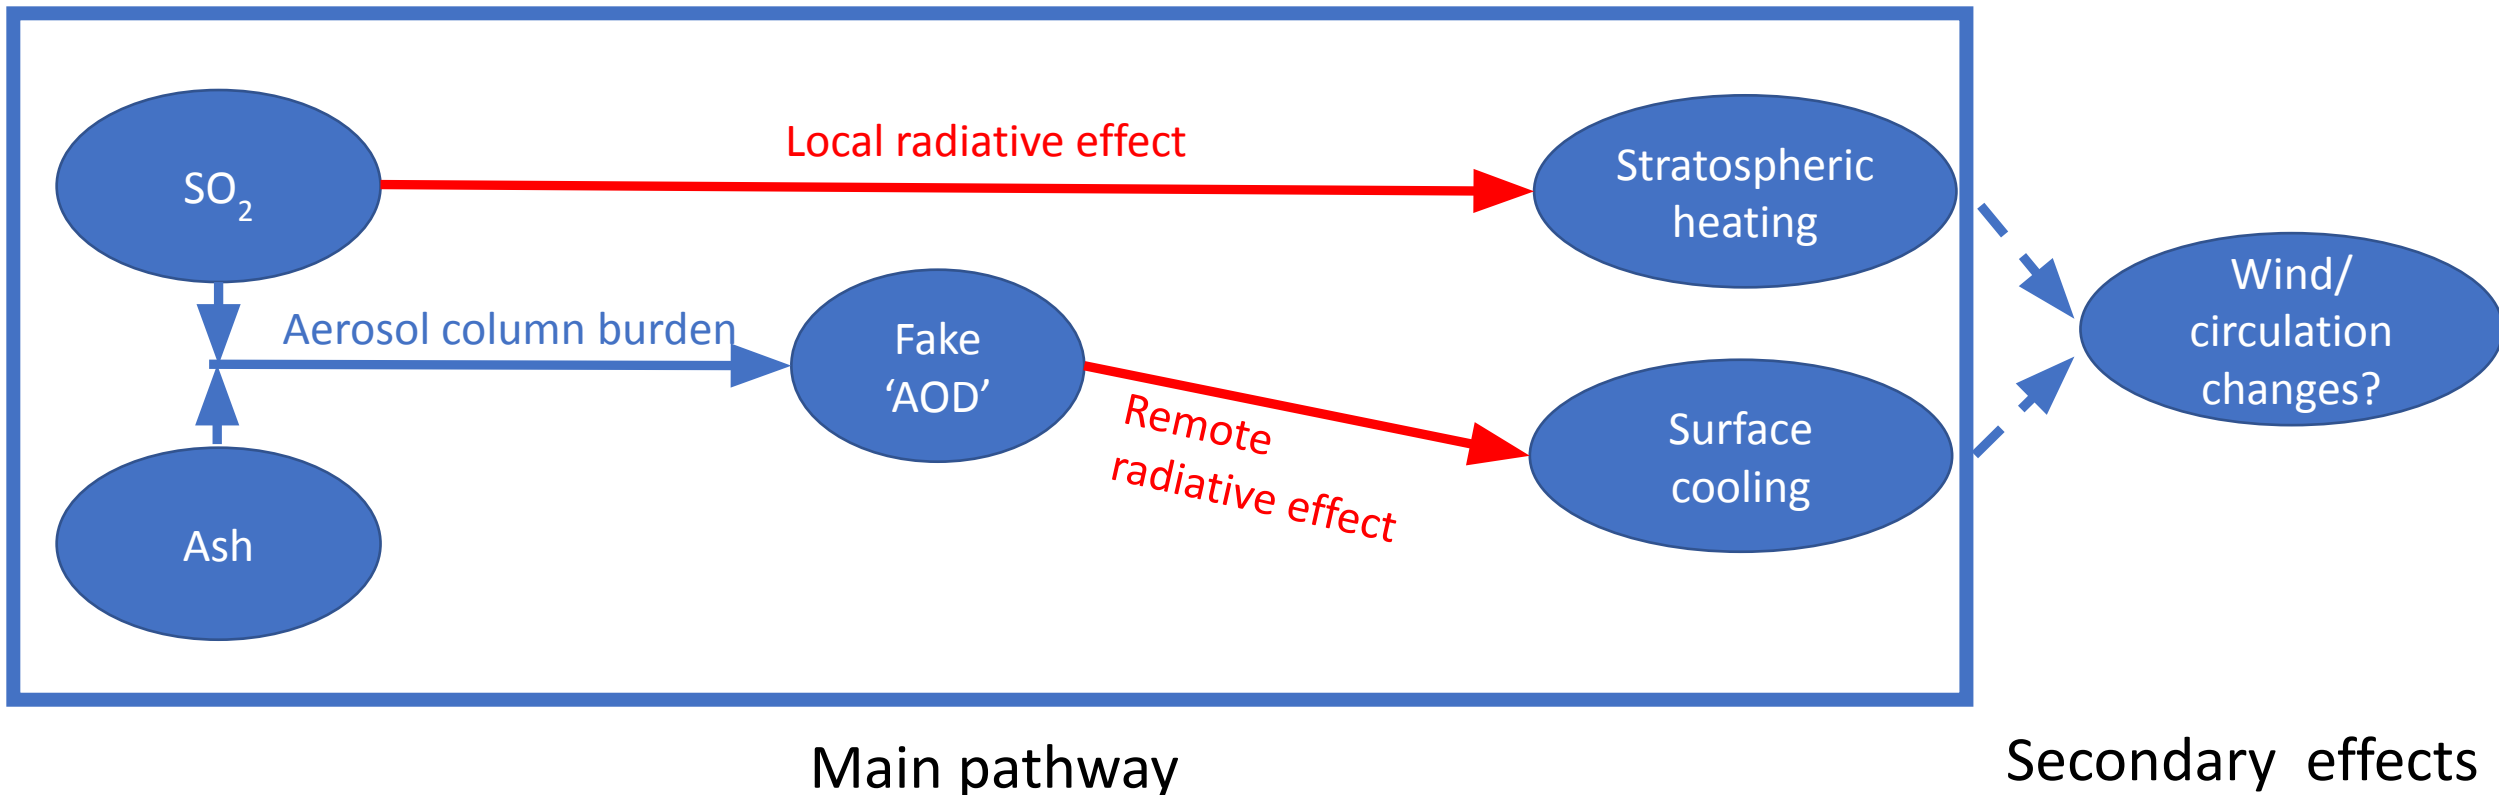 Local radiative effect
SO₂
Stratospheric
heating
Aerosol column burden
Fake
‘AOD’
Wind/
circulation
changes?
Remote
radiative effect
Surface
cooling
Ash
Main pathway
Secondary effects